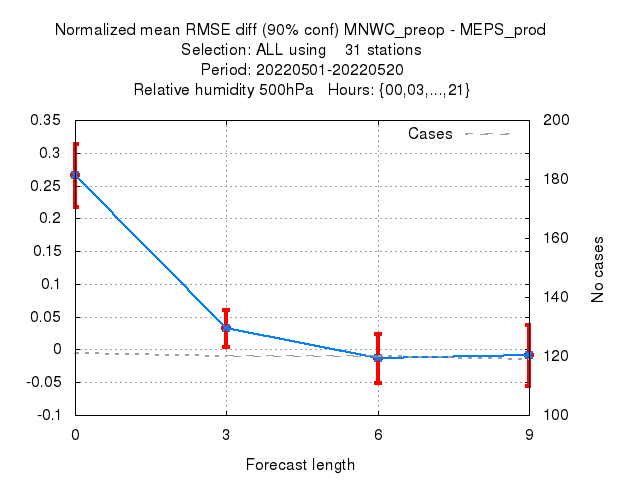 Normalized mean RMSE diff (90% conf) MNWC_preop - MEPS_prod
Selection: ALL using 31 stations
Period: 20220501-20220520
Relative humidity 500hPa Hours: {00,03,...,21}
Cases
0.35
0.3
0.25
0.2
0.15
0.1
0.05
0
-0.05
-0.1
200
180
160
140
120
100
No cases
0 3 6 9
Forecast length